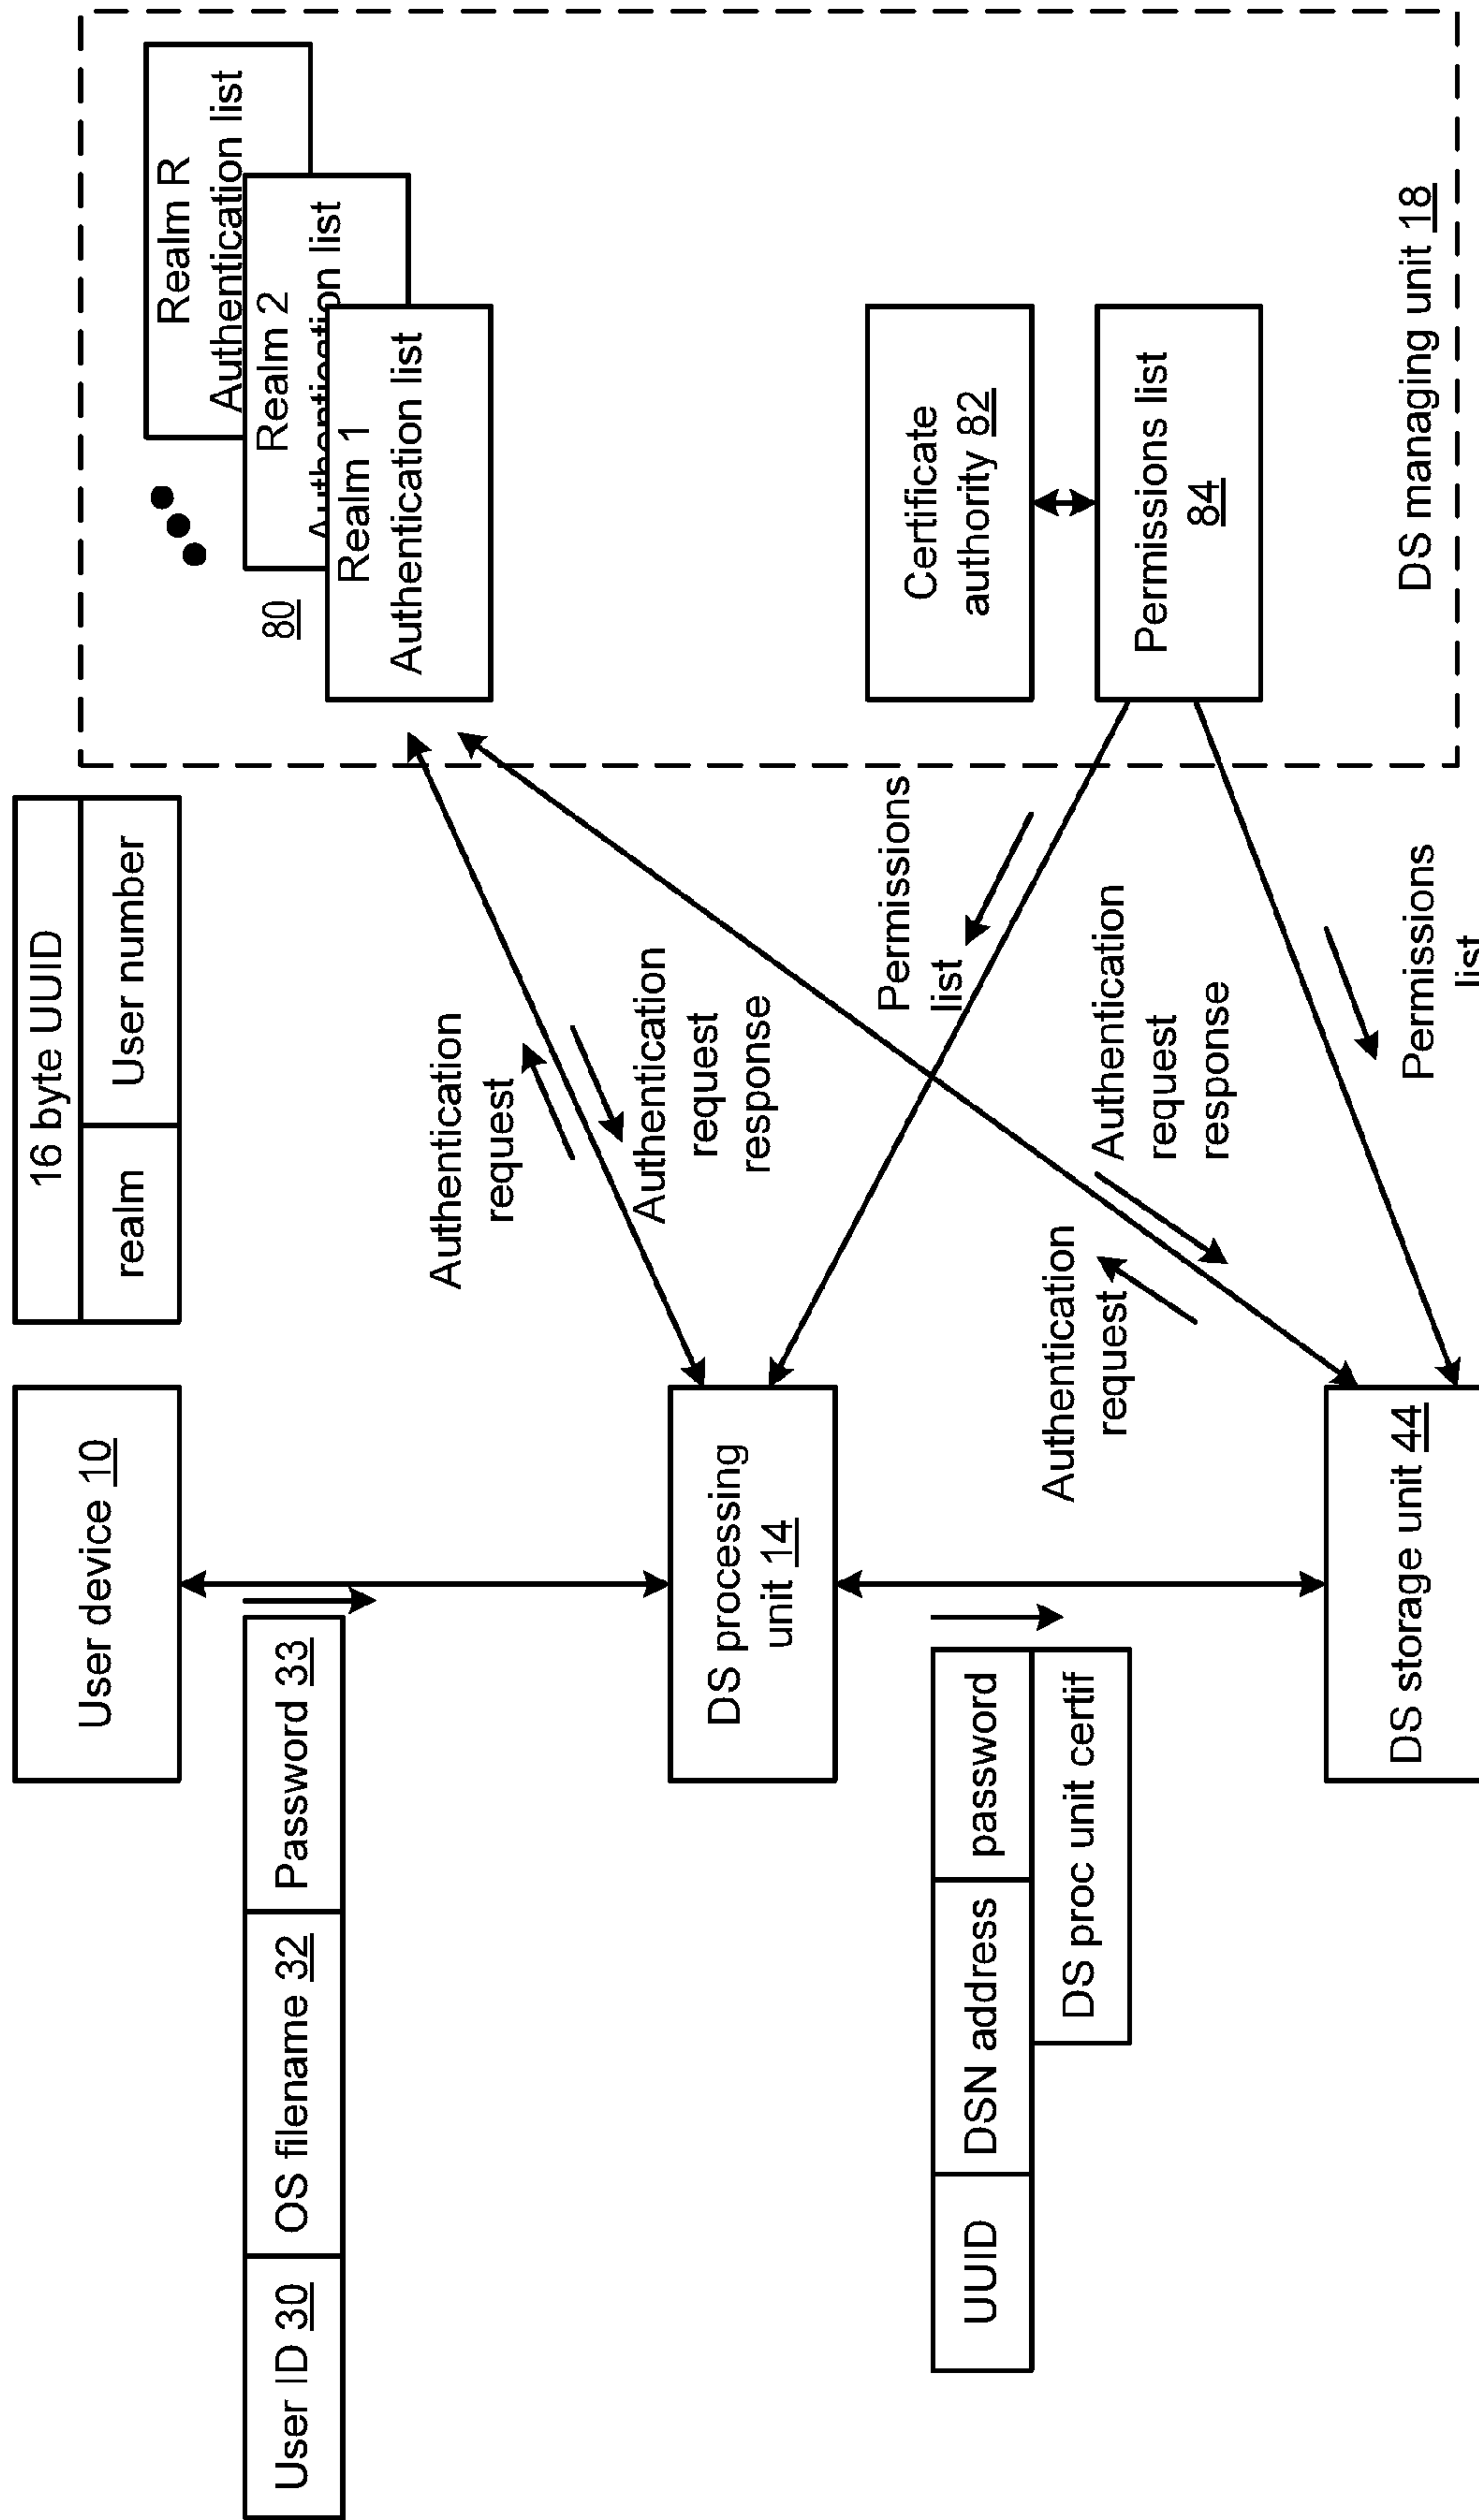 User device 10
16 byte UUID
realm
User number
Realm R
Authentication list
Realm 2
Authentication list
80
Realm 1
Authentication list
User ID 30
OS filename 32
Password 33
Authentication
request
Authentication
request
response
DS processing
unit 14
Permissions
list
Certificate
authority 82
UUID
DSN address
password
DS proc unit certif
Authentication
request
Authentication
request
response
Permissions list
84
DS storage unit 44
Permissions
list
DS managing unit 18